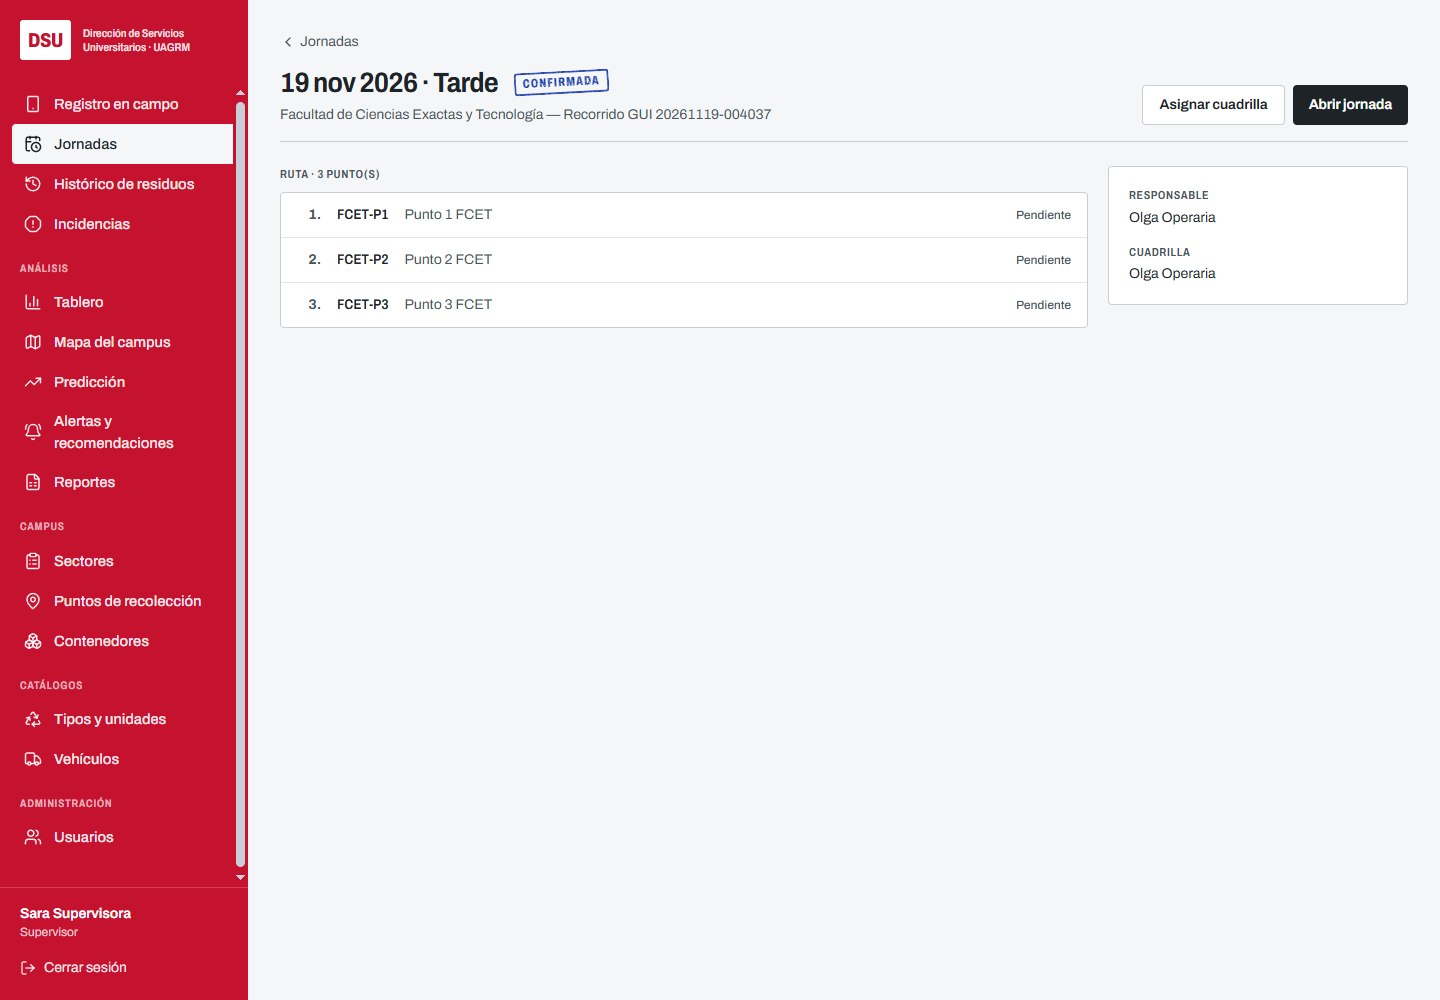 DSU
Dirección de Servicios
Universitarios · UAGRM
Registro en campo
Jornadas
Histórico de residuos
Incidencias
ANÁLISIS
Tablero
Mapa del campus
Predicción
Alertas y
recomendaciones
Reportes
CAMPUS
Sectores
Puntos de recolección
Contenedores
CATÁLOGOS
Tipos y unidades
Vehículos
ADMINISTRACIÓN
Usuarios
Sara Supervisora
Supervisor
Cerrar sesión
Jornadas
19 nov 2026 · Tarde
CONFIRMADA
Facultad de Ciencias Exactas y Tecnología — Recorrido GUI 20261119-004037
Asignar cuadrilla
Abrir jornada
RUTA · 3 PUNTO(S)
1. FCET-P1 Punto 1 FCET Pendiente
2. FCET-P2 Punto 2 FCET Pendiente
3. FCET-P3 Punto 3 FCET Pendiente
RESPONSABLE
Olga Operaria
CUADRILLA
Olga Operaria